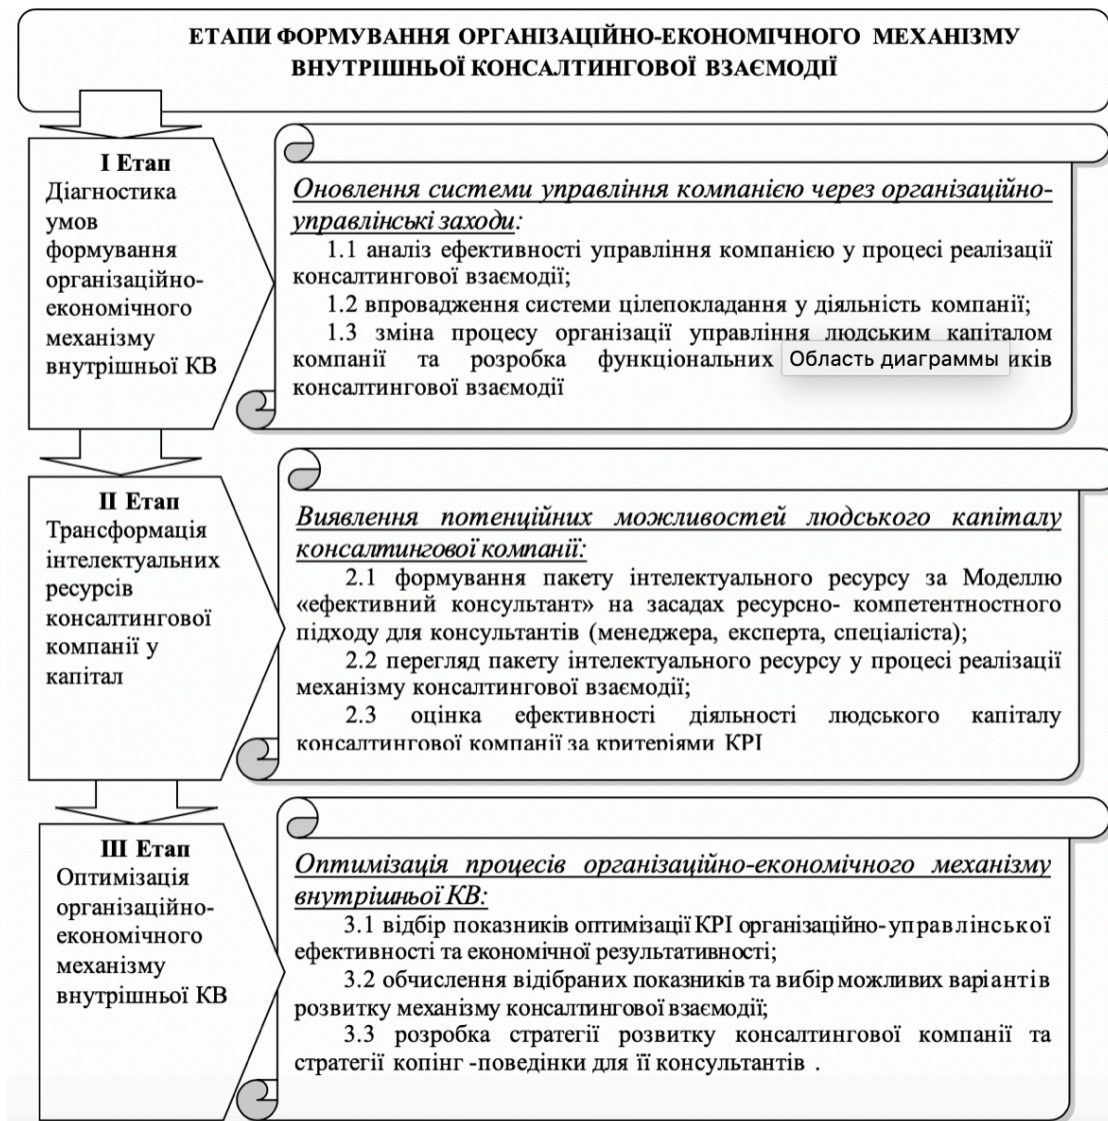 ЕТАПИ ФОРМУВАННЯ ОРГАНІЗАЦІЙНО-ЕКОНОМІЧНОГО МЕХАНІЗМУ
ВНУТРІШНЬОЇ КОНСАЛТИНГОВОЇ ВЗАЄМОДІЇ
І Етап
Діагностика
умов
формування
організаційно-
економічного
механізму
внутрішньої КВ
Оновлення системи управління компанією через організаційно-
управлінські заходи:
1.1 аналіз ефективності управління компанією у процесі реалізації
консалтингової взаємодії;
1.2 впровадження системи цілепокладання у діяльність компанії;
1.3 зміна процесу організації управління людським капіталом
компанії та розробка функціональних
Область диаграммы
консалтингової взаємодії
ІІ Етап
Трансформація
інтелектуальних
ресурсів
консалтингової
компанії у
капітал
Виявлення потенційних можливостей людського капіталу
консалтингової компанії:
2.1 формування пакету інтелектуального ресурсу за Моделлю
«ефективний консультант» на засадах ресурсно- компетентностного
підходу для консультантів (менеджера, експерта, спеціаліста);
2.2 перегляд пакету інтелектуального ресурсу у процесі реалізації
механізму консалтингової взаємодії;
2.3 оцінка ефективності діяльності людського капіталу
консалтингової компанії за критеріями КРІ
ІІІ Етап
Оптимізація
організаційно-
економічного
механізму
внутрішньої КВ
Оптимізація процесів організаційно-економічного механізму
внутрішньої КВ:
3.1 відбір показників оптимізації КРІ організаційно-управлінської
ефективності та економічної результативності;
3.2 обчислення відібраних показників та вибір можливих варіантів
розвитку механізму консалтингової взаємодії;
3.3 розробка стратегії розвитку консалтингової компанії та
стратегії копінг -поведінки для її консультантів .